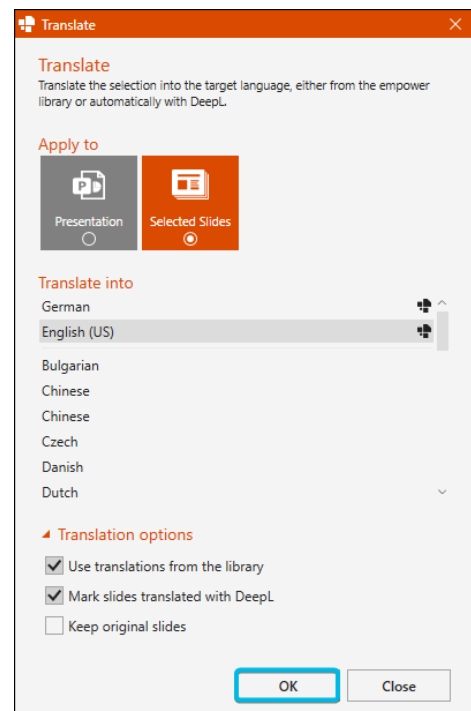 Translate
Translate
Translate the selection into the target language, either from the empower
library or automatically with DeepL.
Apply to
Presentation
Selected Slides
Translate into
German
English (US)
Bulgarian
Chinese
Chinese
Czech
Danish
Dutch
Translation options
Use translations from the library
Mark slides translated with DeepL
Keep original slides
OK
Close